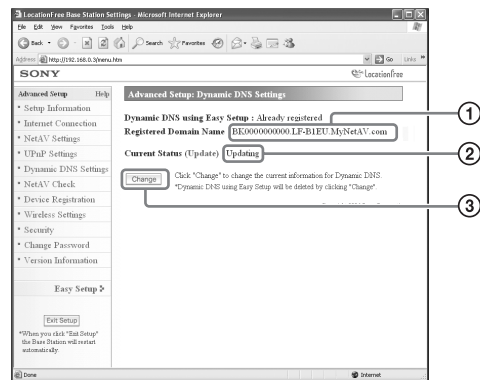 LocationFree Base Station Settings - Microsoft Internet Explorer
File Edit View Favorites Tools Help
Back Search Favorites
Address http://192.168.0.3/menu.htm Go Links »
SONY LocationFree
Advanced Setup Help
Advanced Setup: Dynamic DNS Settings
* Setup Information
* Internet Connection
* NetAV Settings
* UPnP Settings
* Dynamic DNS Settings
* NetAV Check
* Device Registration
* Wireless Settings
* Security
* Change Password
* Version Information
Easy Setup
Exit Setup
*When you click "Exit Setup"
the Base Station will restart
automatically.
Dynamic DNS using Easy Setup : Already registered
1
Registered Domain Name BK0000000000.LF-B1EU.MyNetAV.com
Current Status (Update) Updating
2
Change
Click "Change" to change the current information for Dynamic DNS.
*Dynamic DNS using Easy Setup will be deleted by clicking "Change".
3
Done Internet